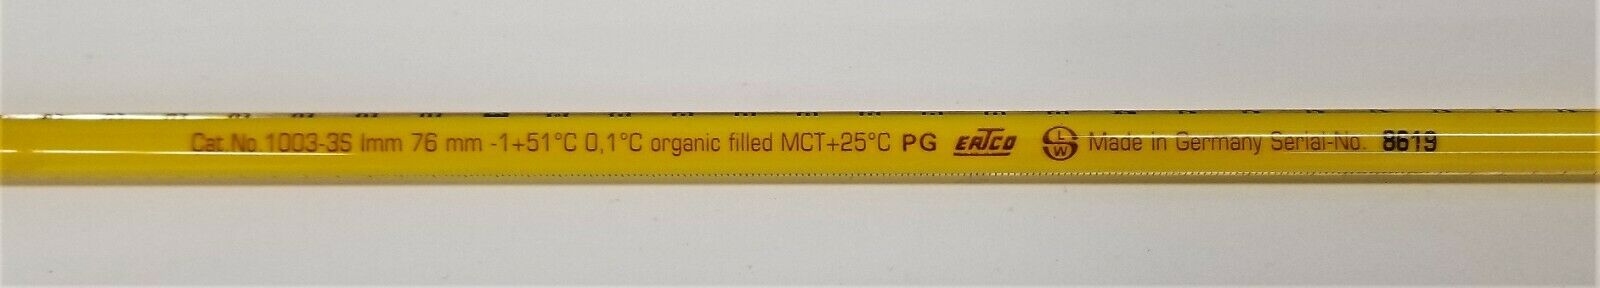 Cat.No. 1003-3S Imm 76 mm -1+51°C 0,1°C organic filled MCT+25°C PG ERTCO LSW Made in Germany Serial-No. 8619